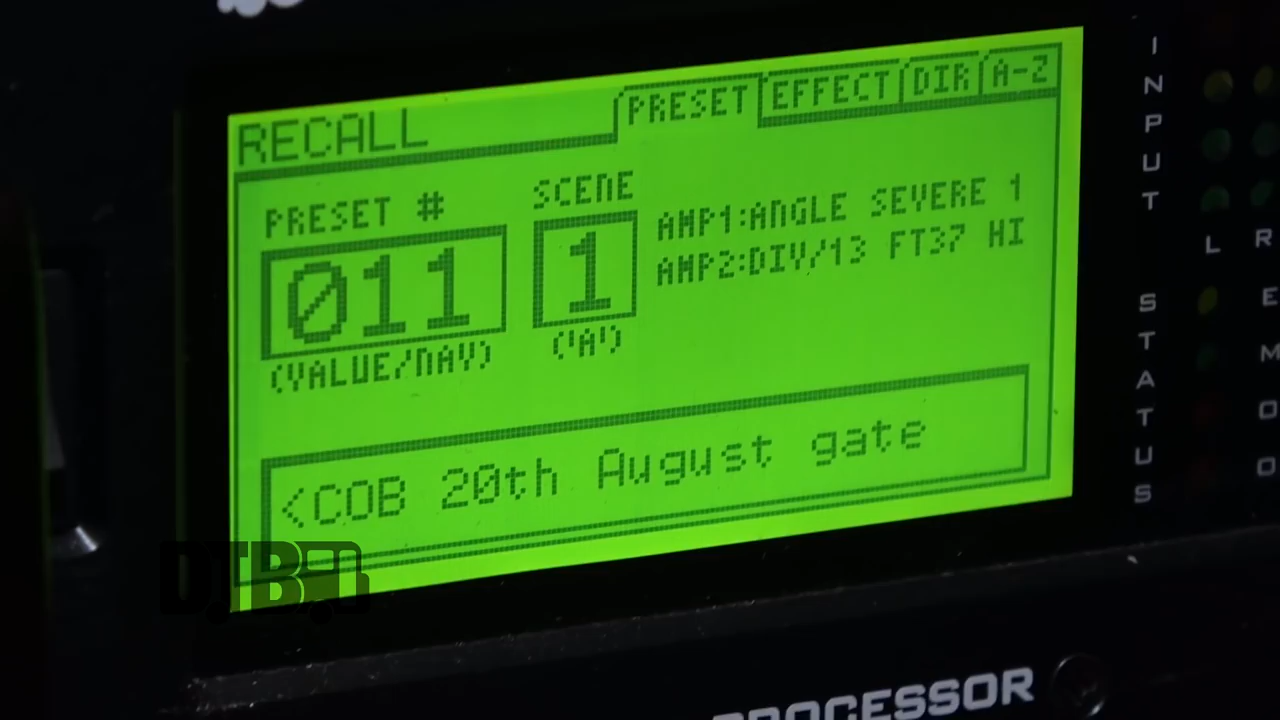 RECALL
PRESET EFFECT DIR A-Z
PRESET # SCENE
011 1
(VALUE/NAV) ('A')
AMP1:ANGLE SEVERE 1
AMP2:DIV/13 FT37 HI
<COB 20th August gate
INPUT
L R
STATUS
DTB
PROCESSOR